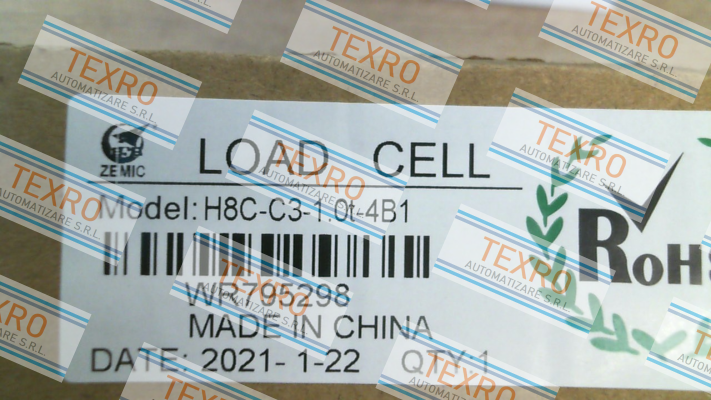 LOAD CELL
ZEMIC
Model: H8C-C3-1.0t-4B1
WP795298
MADE IN CHINA
DATE: 2021- 1-22 QTY:1
RoHS
TEXRO
AUTOMATIZARE S.R.L.